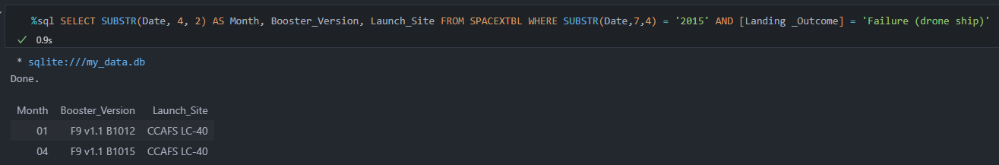 %sql SELECT SUBSTR(Date, 4, 2) AS Month, Booster_Version, Launch_Site FROM SPACEXTBL WHERE SUBSTR(Date,7,4) = '2015' AND [Landing _Outcome] = 'Failure (drone ship)'
✓ 0.9s
* sqlite:///my_data.db
Done.
Month Booster_Version Launch_Site
01 F9 v1.1 B1012 CCAFS LC-40
04 F9 v1.1 B1015 CCAFS LC-40